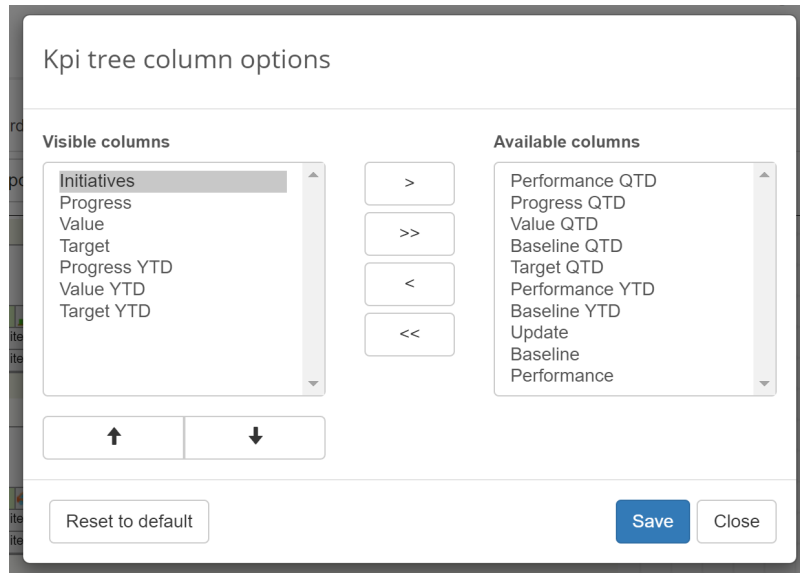 Kpi tree column options
Visible columns
Initiatives
Progress
Value
Target
Progress YTD
Value YTD
Target YTD
>
>>
<
<<
Available columns
Performance QTD
Progress QTD
Value QTD
Baseline QTD
Target QTD
Performance YTD
Baseline YTD
Update
Baseline
Performance
Reset to default
Save
Close